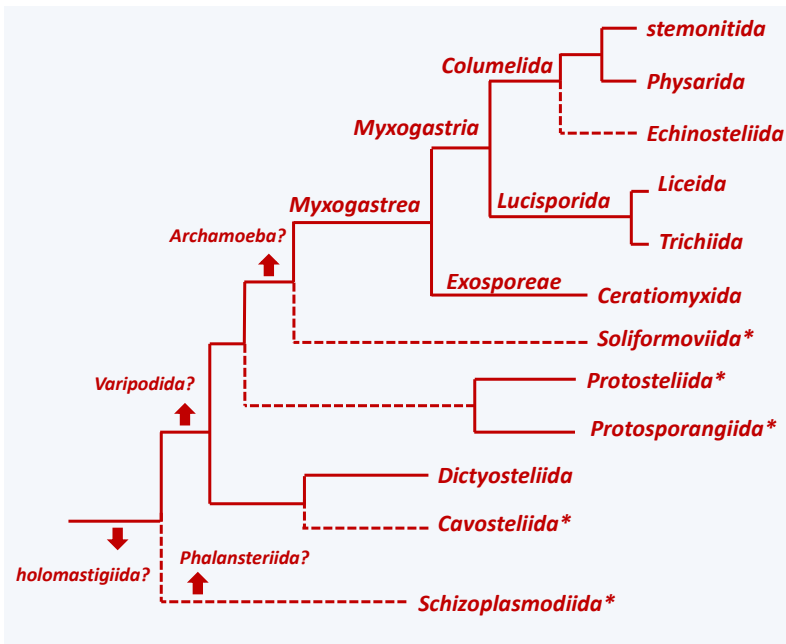 stemonitida
Columelida
Physarida
Myxogastria
Echinosteliida
Liceida
Myxogastrea
Lucisporida
Archamoeba?
Trichiida
Exosporeae
Ceratiomyxida
Soliformoviida*
Varipodida?
Protosteliida*
Protosporangiida*
Dictyosteliida
Cavosteliida*
holomastigiida?
Phalansteriida?
Schizoplasmodiida*